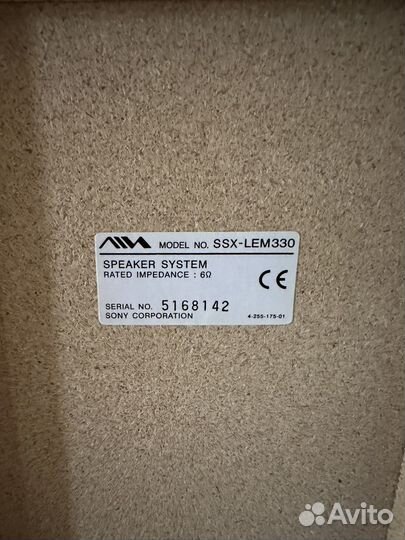 AIWA MODEL NO. SSX-LEM330
SPEAKER SYSTEM
RATED IMPEDANCE : 6Ω
CE
SERIAL NO. 5168142
SONY CORPORATION 4-255-175-01
Avito